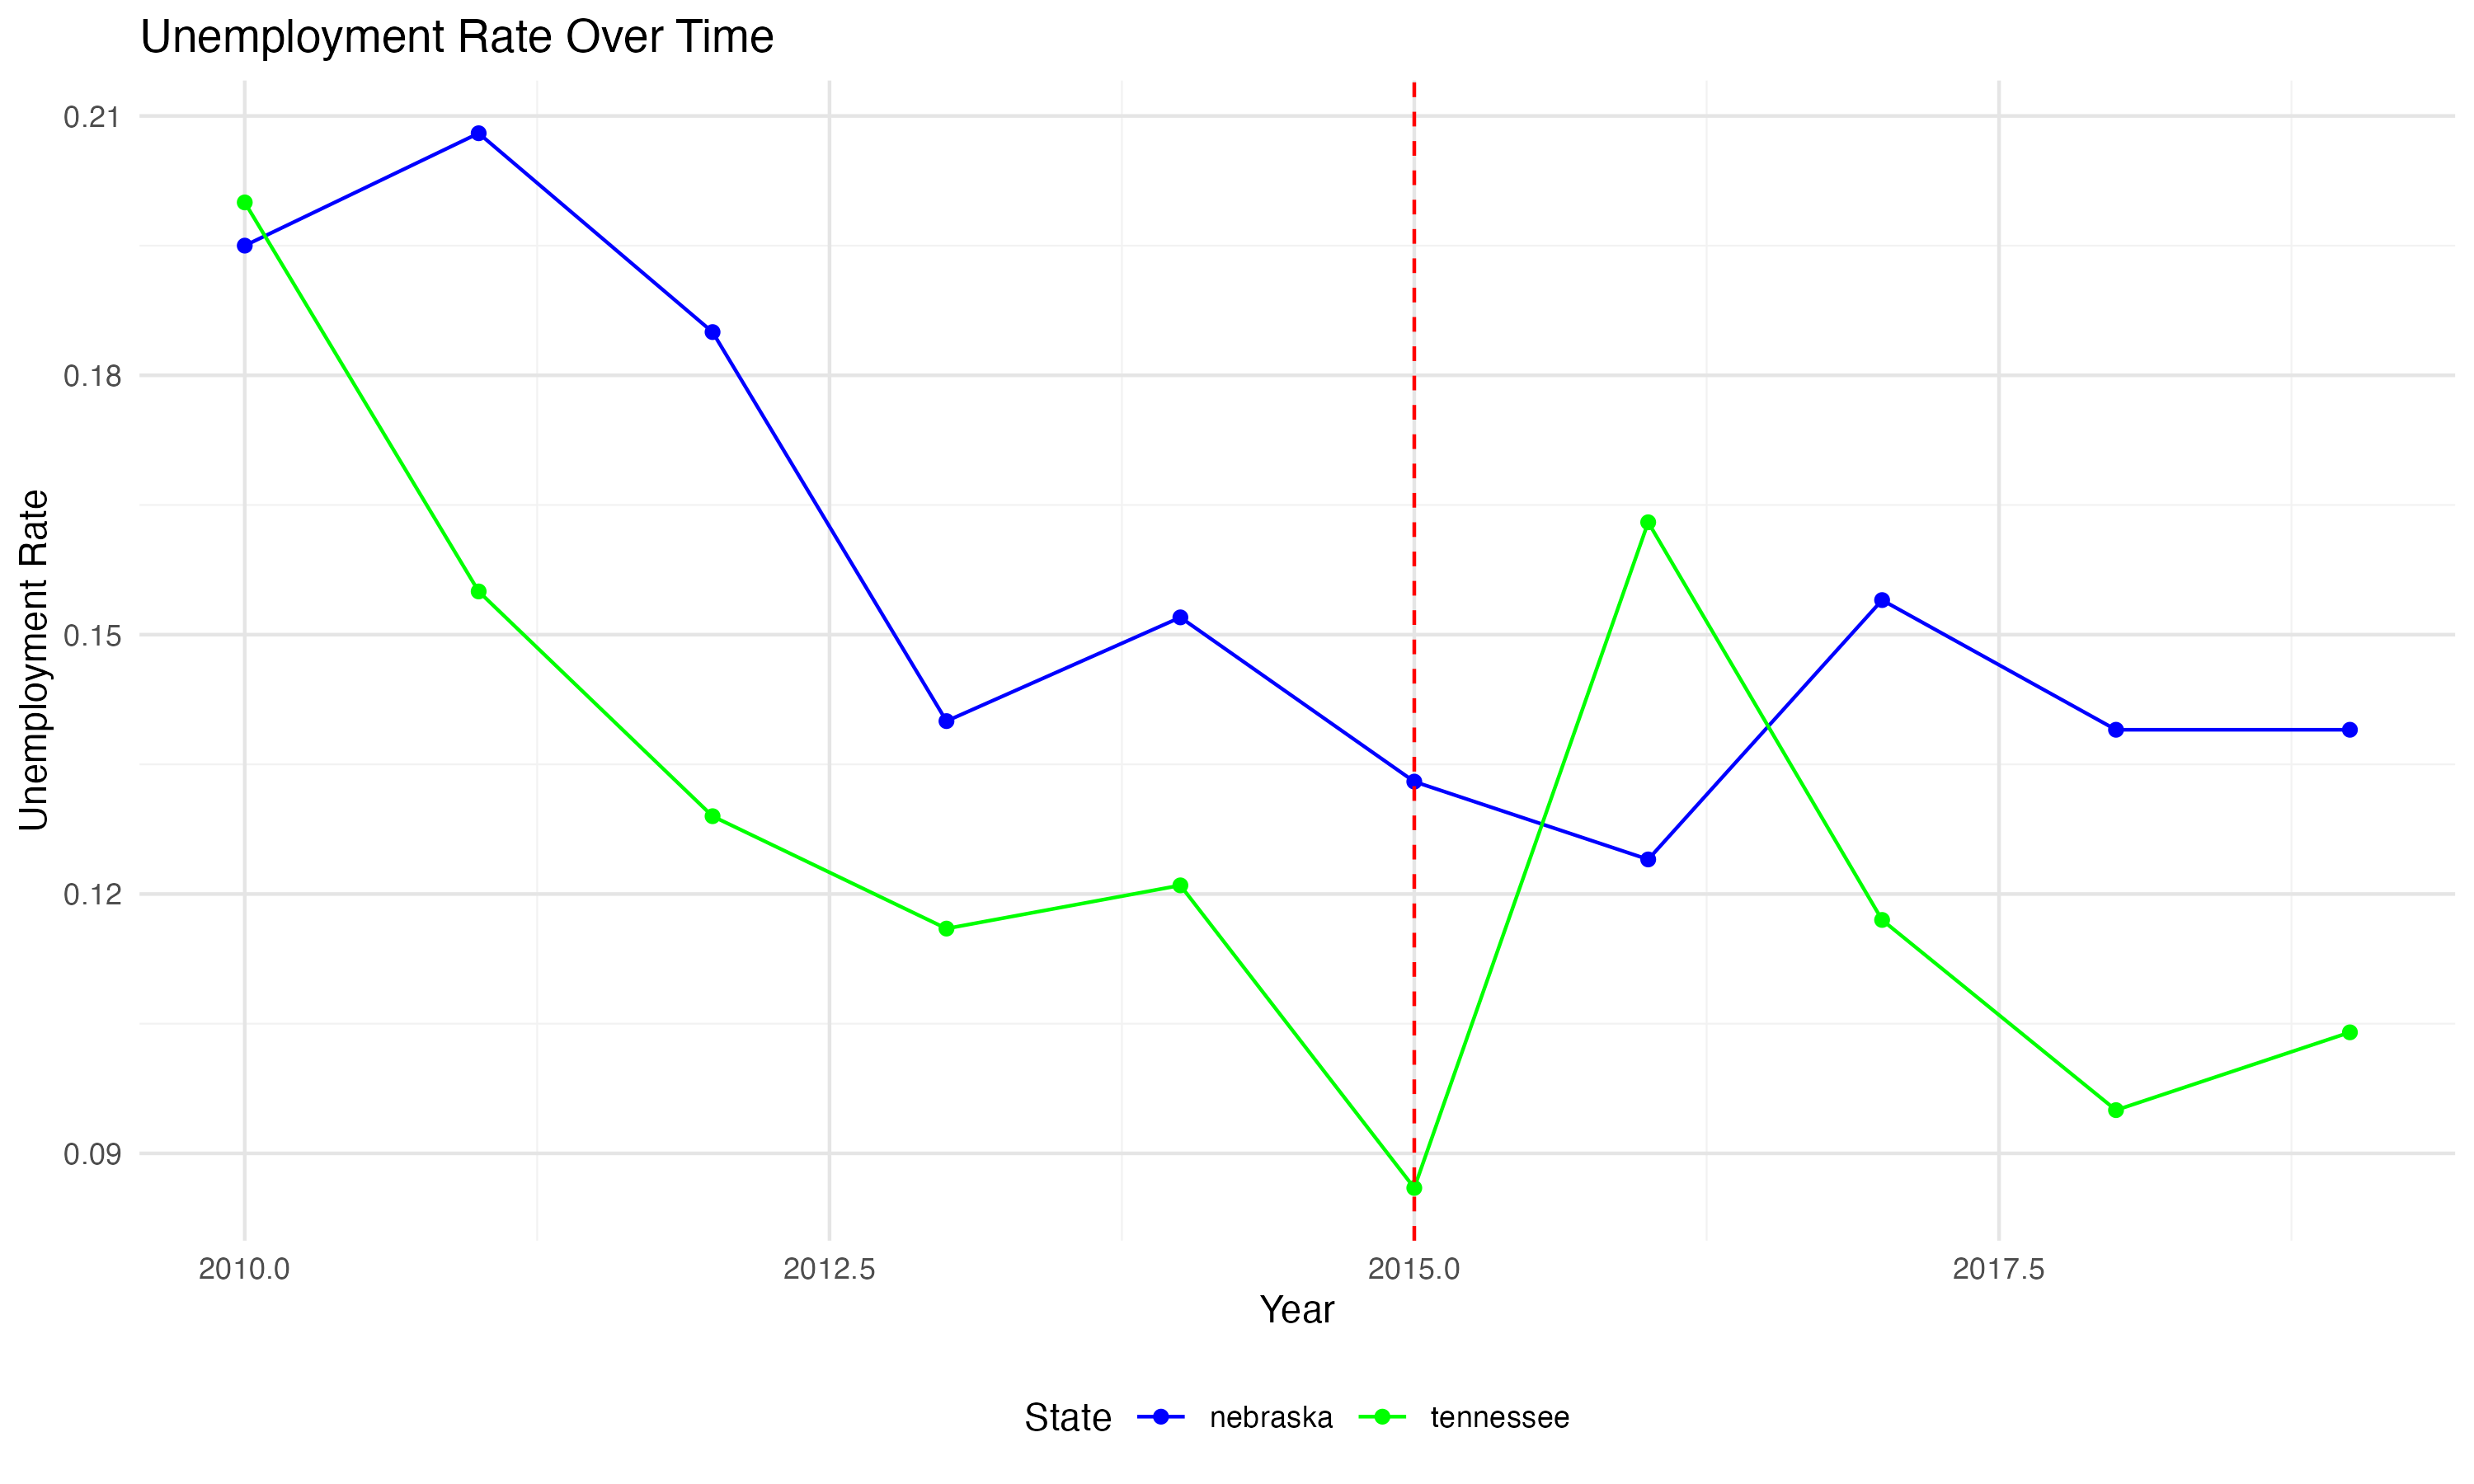 Unemployment Rate Over Time
Unemployment Rate
0.21
0.18
0.15
0.12
0.09
2010.0 2012.5 2015.0 2017.5
Year
State nebraska tennessee